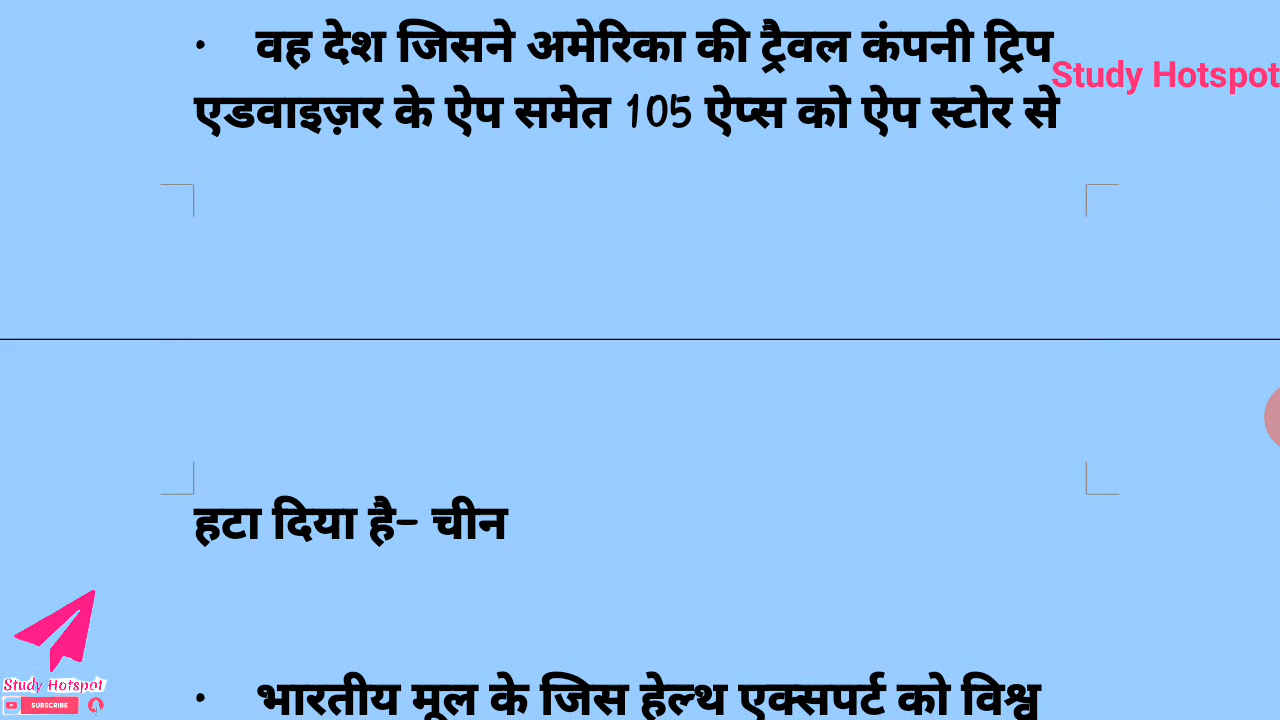 • वह देश जिसने अमेरिका की ट्रैवल कंपनी ट्रिप
Study Hotspot
एडवाइज़र के ऐप समेत 105 ऐप्स को ऐप स्टोर से
हटा दिया है- चीन
Study Hotspot
SUBSCRIBE
• भारतीय मूल के जिस हेल्थ एक्सपर्ट को विश्व